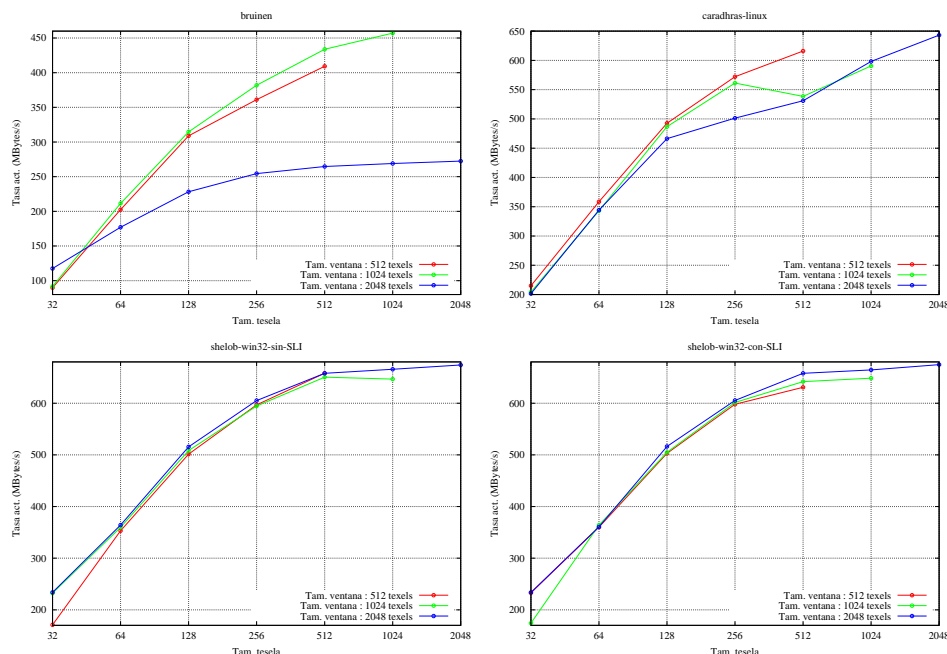 bruinen
450
400
350
300
250
200
150
100
Tasa act. (MBytes/s)
Tam. ventana : 512 texels
Tam. ventana : 1024 texels
Tam. ventana : 2048 texels
32 64 128 256 512 1024 2048
Tam. tesela
caradhras-linux
650
600
550
500
450
400
350
300
250
200
Tasa act. (MBytes/s)
Tam. ventana : 512 texels
Tam. ventana : 1024 texels
Tam. ventana : 2048 texels
32 64 128 256 512 1024 2048
Tam. tesela
shelob-win32-sin-SLI
600
500
400
300
200
Tasa act. (MBytes/s)
Tam. ventana : 512 texels
Tam. ventana : 1024 texels
Tam. ventana : 2048 texels
32 64 128 256 512 1024 2048
Tam. tesela
shelob-win32-con-SLI
600
500
400
300
200
Tasa act. (MBytes/s)
Tam. ventana : 512 texels
Tam. ventana : 1024 texels
Tam. ventana : 2048 texels
32 64 128 256 512 1024 2048
Tam. tesela